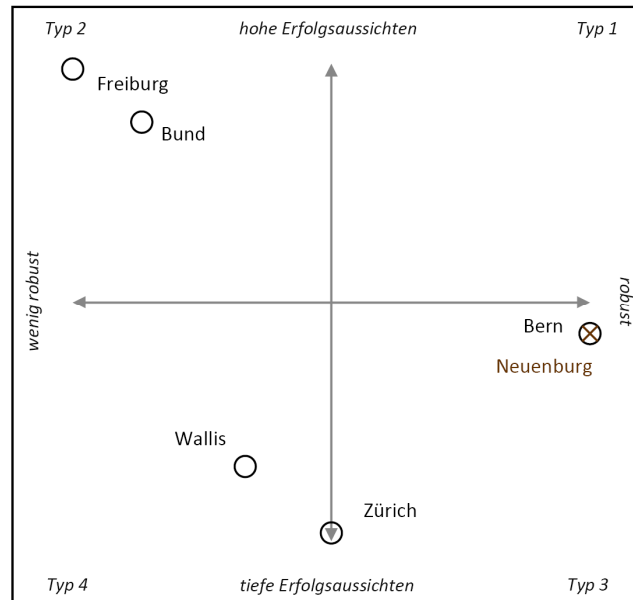 Typ 2
hohe Erfolgsaussichten
Typ 1
Freiburg
Bund
wenig robust
robust
Bern
Neuenburg
Wallis
Zürich
Typ 4
tiefe Erfolgsaussichten
Typ 3